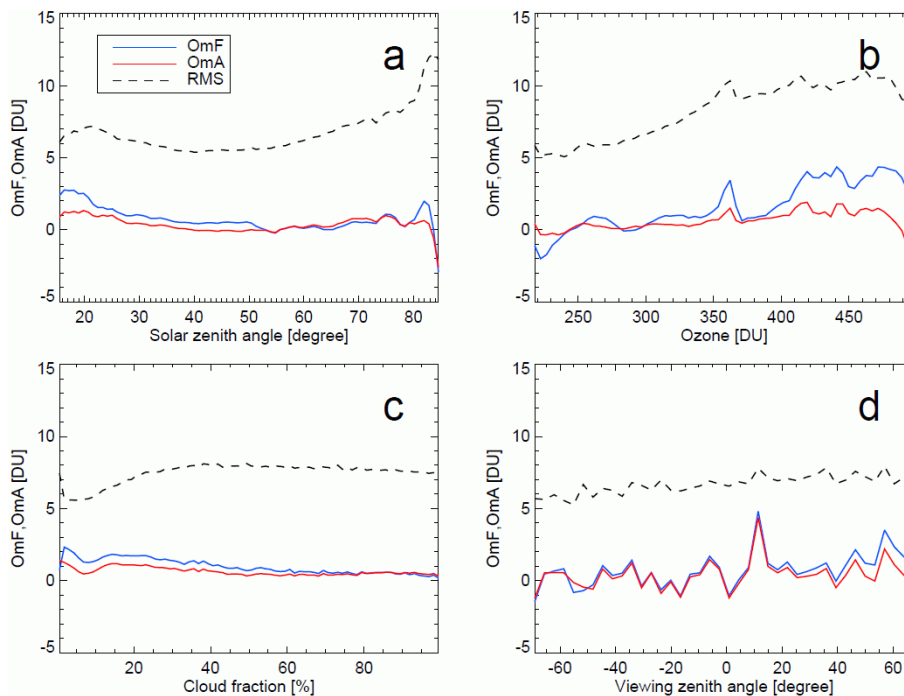 15
10
5
0
-5
OmF,OmA [DU]
OmF
OmA
RMS
a
20 30 40 50 60 70 80
Solar zenith angle [degree]
15
10
5
0
-5
OmF,OmA [DU]
b
250 300 350 400 450
Ozone [DU]
15
10
5
0
-5
OmF,OmA [DU]
c
20 40 60 80
Cloud fraction [%]
15
10
5
0
-5
OmF,OmA [DU]
d
-60 -40 -20 0 20 40 60
Viewing zenith angle [degree]